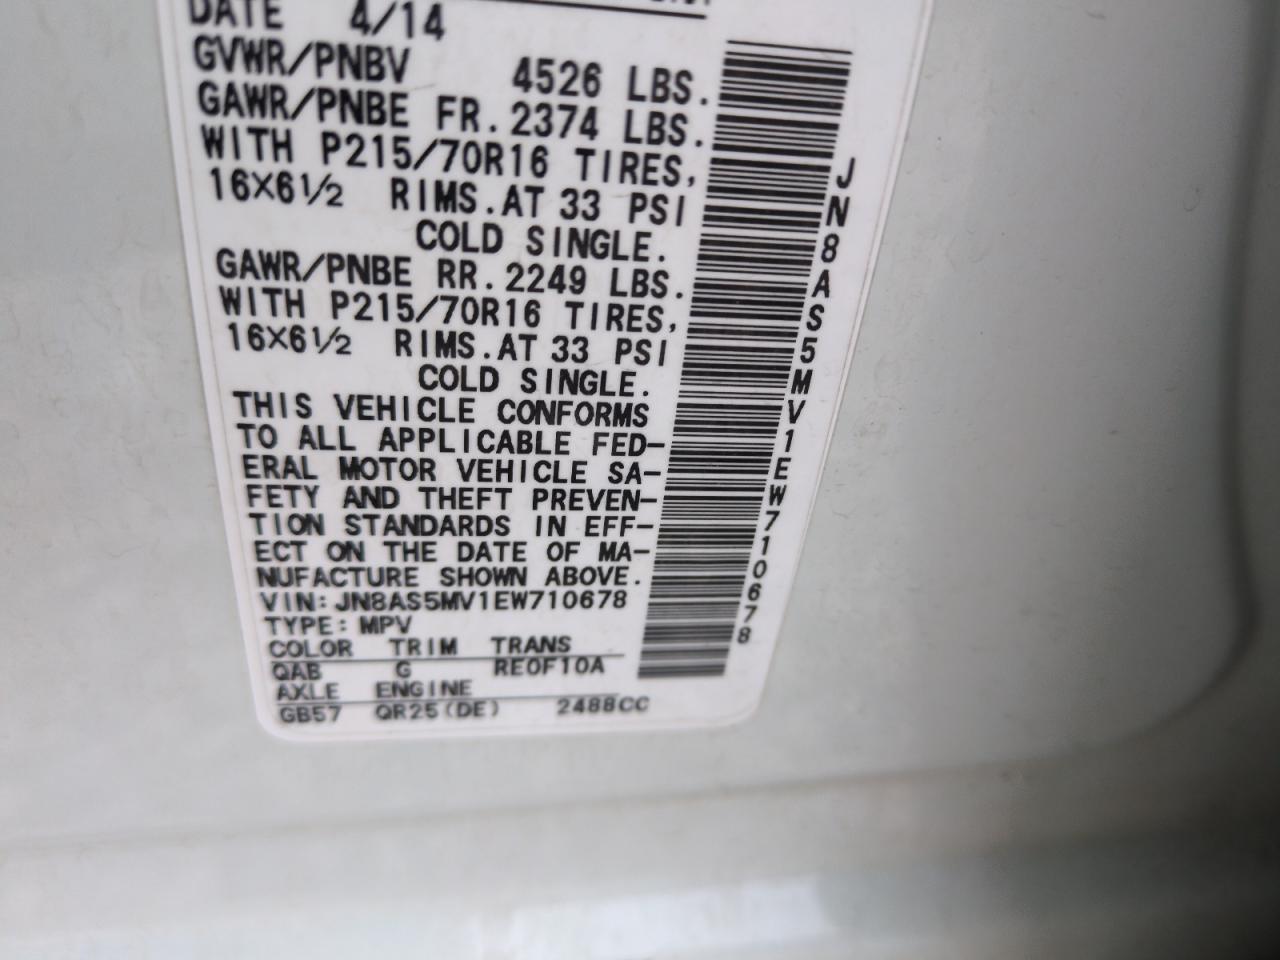 DATE 4/14
GVWR/PNBV 4526 LBS.
GAWR/PNBE FR. 2374 LBS.
WITH P215/70R16 TIRES,
16X6½ RIMS. AT 33 PSI
COLD SINGLE.
GAWR/PNBE RR. 2249 LBS.
WITH P215/70R16 TIRES,
16X6½ RIMS. AT 33 PSI
COLD SINGLE.
THIS VEHICLE CONFORMS
TO ALL APPLICABLE FED-
ERAL MOTOR VEHICLE SA-
FETY AND THEFT PREVEN-
TION STANDARDS IN EFF-
ECT ON THE DATE OF MA-
NUFACTURE SHOWN ABOVE.
VIN: JN8AS5MV1EW710678
TYPE: MPV
COLOR TRIM TRANS
QAB G RE0F10A
AXLE ENGINE
GB57 QR25(DE) 2488CC
JN8AS5MV1EW710678